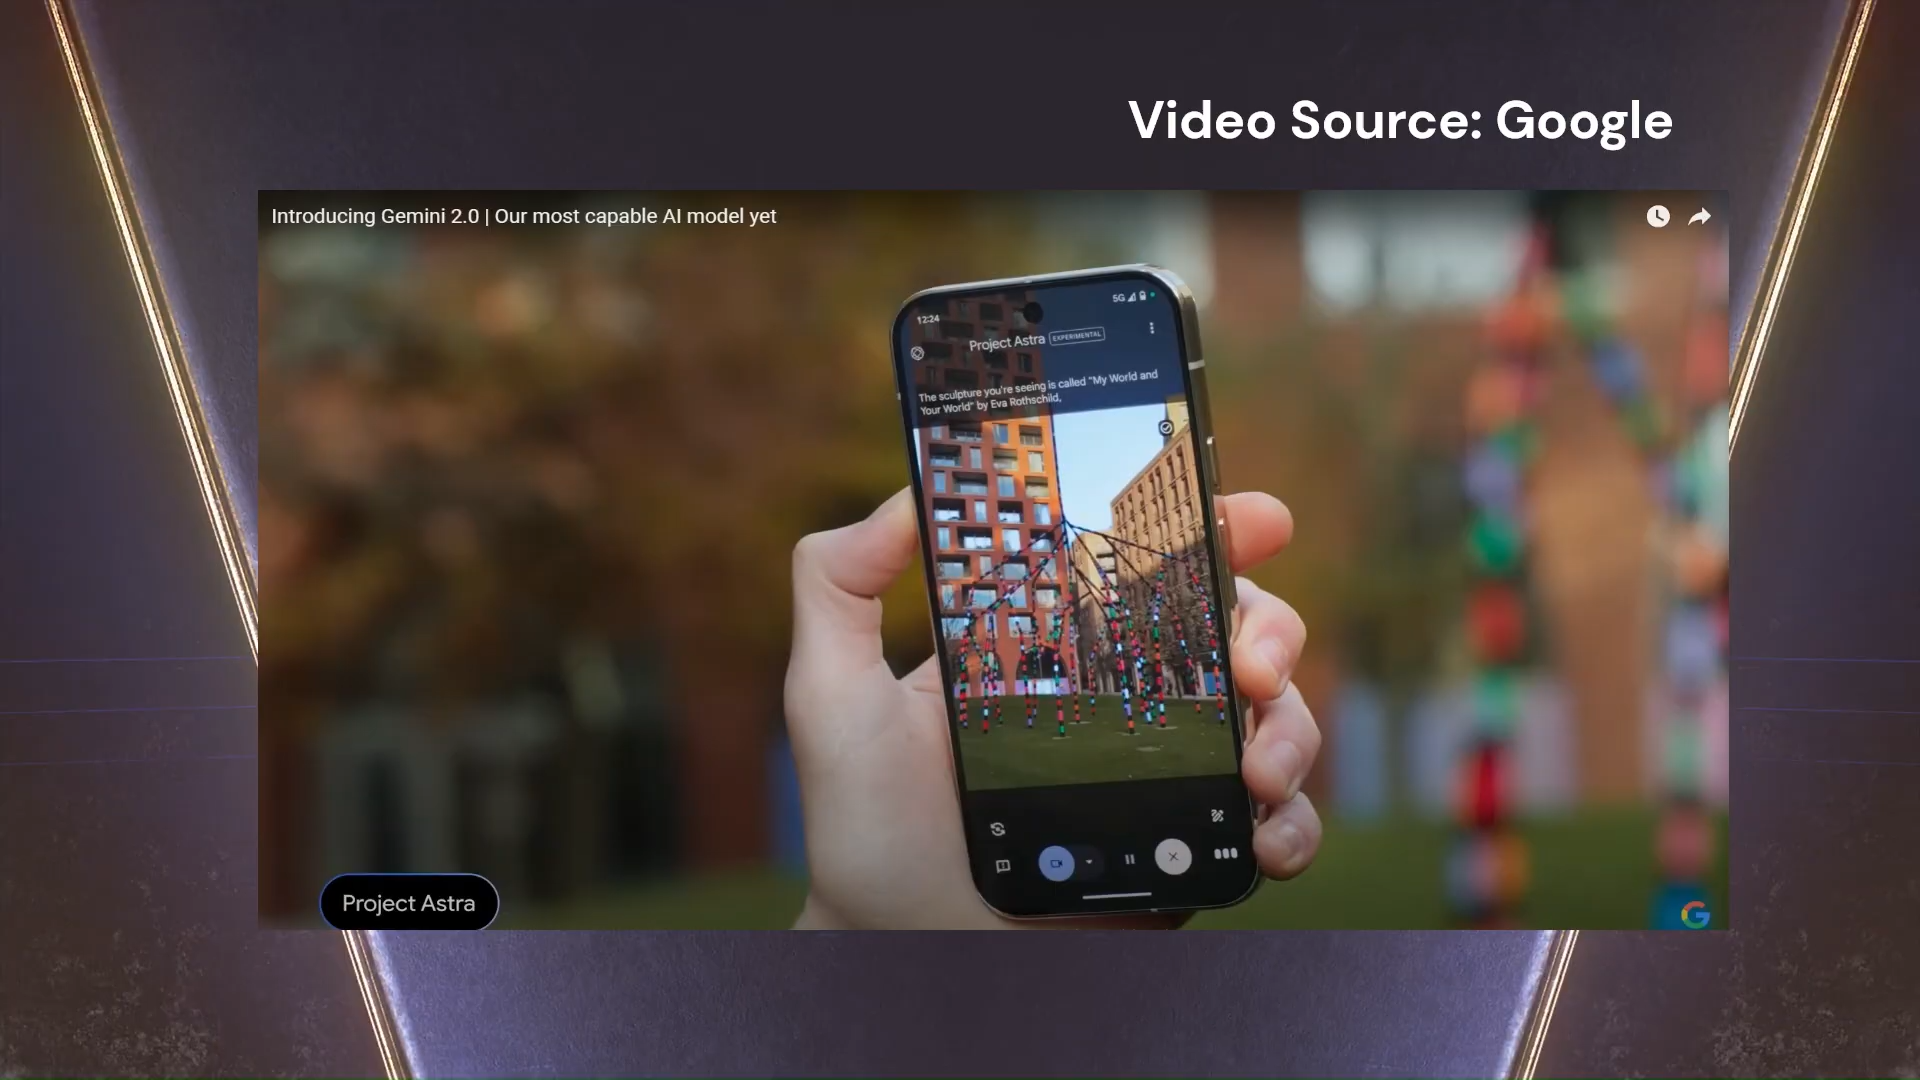 Video Source: Google
Introducing Gemini 2.0 | Our most capable AI model yet
12:24
5G
Project Astra EXPERIMENTAL
The sculpture you're seeing is called "My World and
Your World" by Eva Rothschild.
Project Astra
G